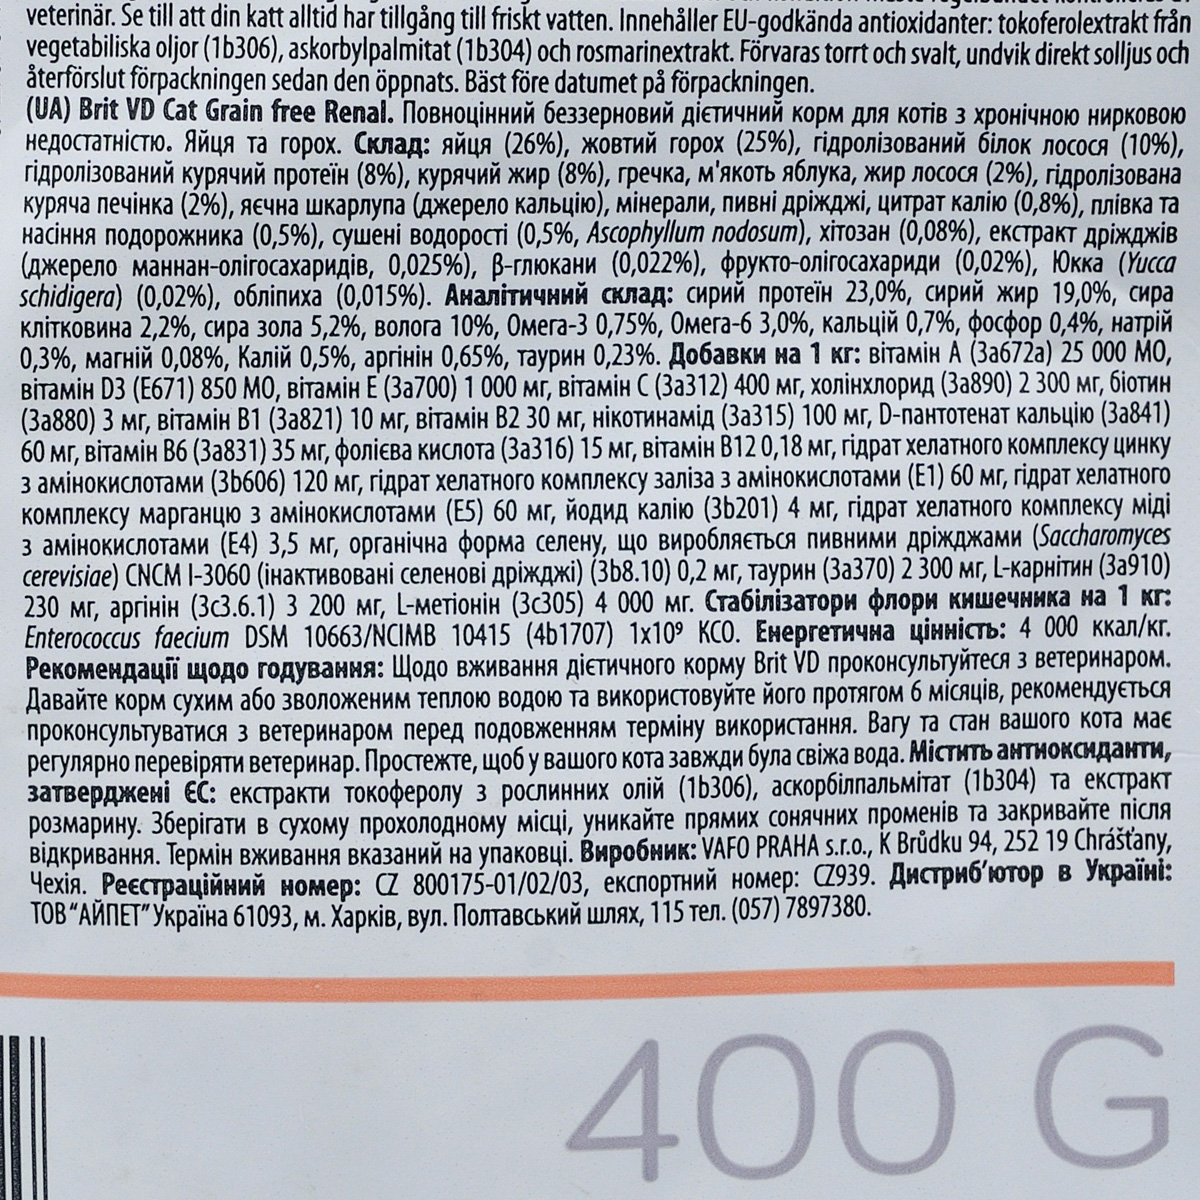 veterinär. Se till att din katt alltid har tillgång till friskt vatten. Innehåller EU-godkända antioxidanter: tokoferolextrakt från
vegetabiliska oljor (1b306), askorbylpalmitat (1b304) och rosmarinextrakt. Förvaras torrt och svalt, undvik direkt solljus och
återförslut förpackningen sedan den öppnats. Bäst före datumet på förpackningen.
(UA) Brit VD Cat Grain free Renal. Повноцінний беззерновий дієтичний корм для котів з хронічною нирковою
недостатністю. Яйця та горох. Склад: яйця (26%), жовтий горох (25%), гідролізований білок лосося (10%),
гідролізований курячий протеїн (8%), курячий жир (8%), гречка, м'якоть яблука, жир лосося (2%), гідролізована
куряча печінка (2%), яєчна шкарлупа (джерело кальцію), мінерали, пивні дріжджі, цитрат калію (0,8%), плівка та
насіння подорожника (0,5%), сушені водорості (0,5%, Ascophyllum nodosum), хітозан (0,08%), екстракт дріжджів
(джерело маннан-олігосахаридів, 0,025%), β-глюкани (0,022%), фрукто-олігосахариди (0,02%), Юкка (Yucca
schidigera) (0,02%), обліпиха (0,015%). Аналітичний склад: сирий протеїн 23,0%, сирий жир 19,0%, сира
клітковина 2,2%, сира зола 5,2%, волога 10%, Омега-3 0,75%, Омега-6 3,0%, кальцій 0,7%, фосфор 0,4%, натрій
0,3%, магній 0,08%, Калій 0,5%, аргінін 0,65%, таурин 0,23%. Добавки на 1 кг: вітамін А (3а672а) 25 000 МО,
вітамін D3 (Е671) 850 МО, вітамін Е (3а700) 1 000 мг, вітамін С (3а312) 400 мг, холінхлорид (3а890) 2 300 мг, біотин
(3а880) 3 мг, вітамін В1 (3а821) 10 мг, вітамін В2 30 мг, нікотинамід (3а315) 100 мг, D-пантотенат кальцію (3а841)
60 мг, вітамін В6 (3а831) 35 мг, фолієва кислота (3а316) 15 мг, вітамін В12 0,18 мг, гідрат хелатного комплексу цинку
з амінокислотами (3b606) 120 мг, гідрат хелатного комплексу заліза з амінокислотами (Е1) 60 мг, гідрат хелатного
комплексу марганцю з амінокислотами (Е5) 60 мг, йодид калію (3b201) 4 мг, гідрат хелатного комплексу міді
з амінокислотами (Е4) 3,5 мг, органічна форма селену, що виробляється пивними дріжджами (Saccharomyces
cerevisiae) CNCM I-3060 (інактивовані селенові дріжджі) (3b8.10) 0,2 мг, таурин (3а370) 2 300 мг, L-карнітин (3а910)
230 мг, аргінін (3с3.6.1) 3 200 мг, L-метіонін (3с305) 4 000 мг. Стабілізатори флори кишечника на 1 кг:
Enterococcus faecium DSM 10663/NCIMB 10415 (4b1707) 1x10⁹ КСО. Енергетична цінність: 4 000 ккал/кг.
Рекомендації щодо годування: Щодо вживання дієтичного корму Brit VD проконсультуйтеся з ветеринаром.
Давайте корм сухим або зволоженим теплою водою та використовуйте його протягом 6 місяців, рекомендується
проконсультуватися з ветеринаром перед подовженням терміну використання. Вагу та стан вашого кота має
регулярно перевіряти ветеринар. Простежте, щоб у вашого кота завжди була свіжа вода. Містить антиоксиданти,
затверджені ЄС: екстракти токоферолу з рослинних олій (1b306), аскорбілпальмітат (1b304) та екстракт
розмарину. Зберігати в сухому прохолодному місці, уникайте прямих сонячних променів та закривайте після
відкривання. Термін вживання вказаний на упаковці. Виробник: VAFO PRAHA s.r.o., K Brůdku 94, 252 19 Chrášťany,
Чехія. Реєстраційний номер: CZ 800175-01/02/03, експортний номер: CZ939. Дистриб'ютор в Україні:
ТОВ "АЙПЕТ" Україна 61093, м. Харків, вул. Полтавський шлях, 115 тел. (057) 7897380.
400 G